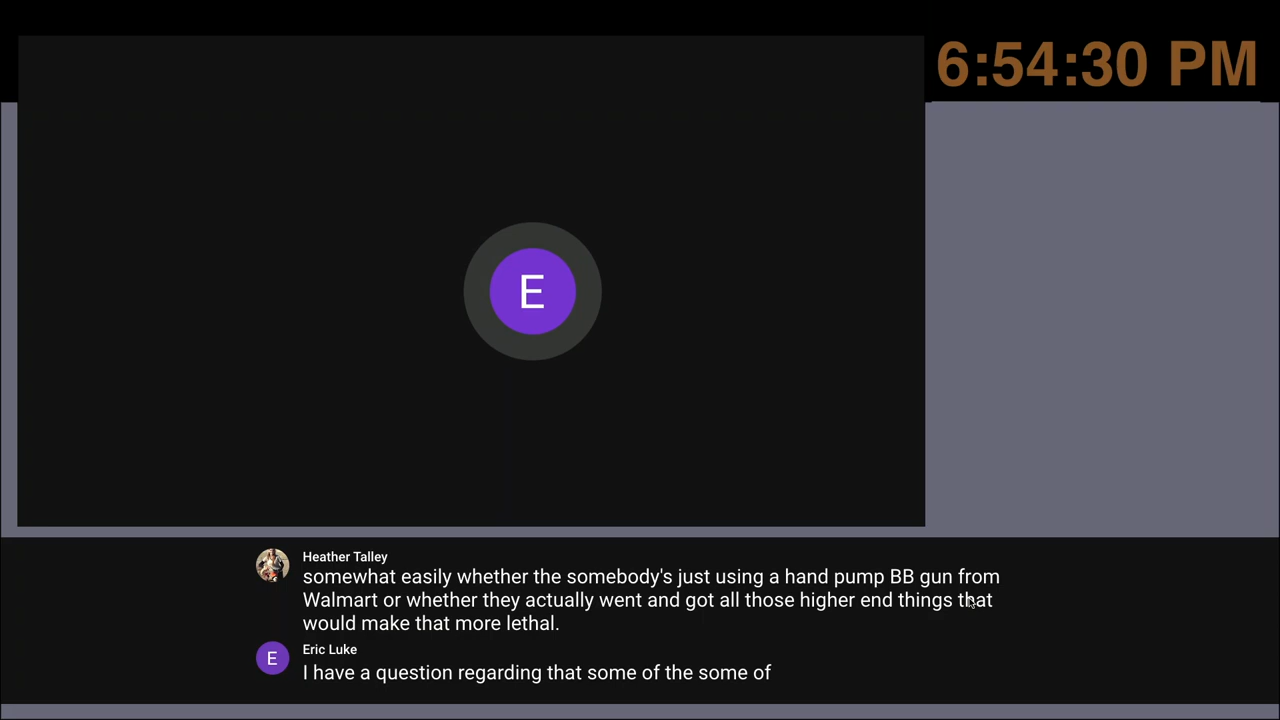 6:54:30 PM
E
Heather Talley
somewhat easily whether the somebody's just using a hand pump BB gun from
Walmart or whether they actually went and got all those higher end things that
would make that more lethal.
E
Eric Luke
I have a question regarding that some of the some of